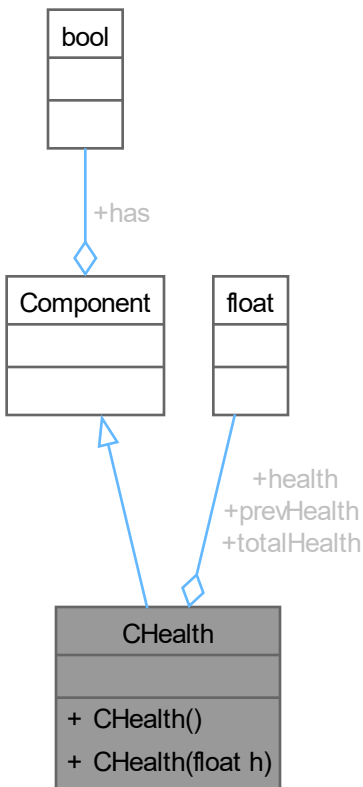 bool
+has
Component
float
+health
+prevHealth
+totalHealth
CHealth
+ CHealth()
+ CHealth(float h)